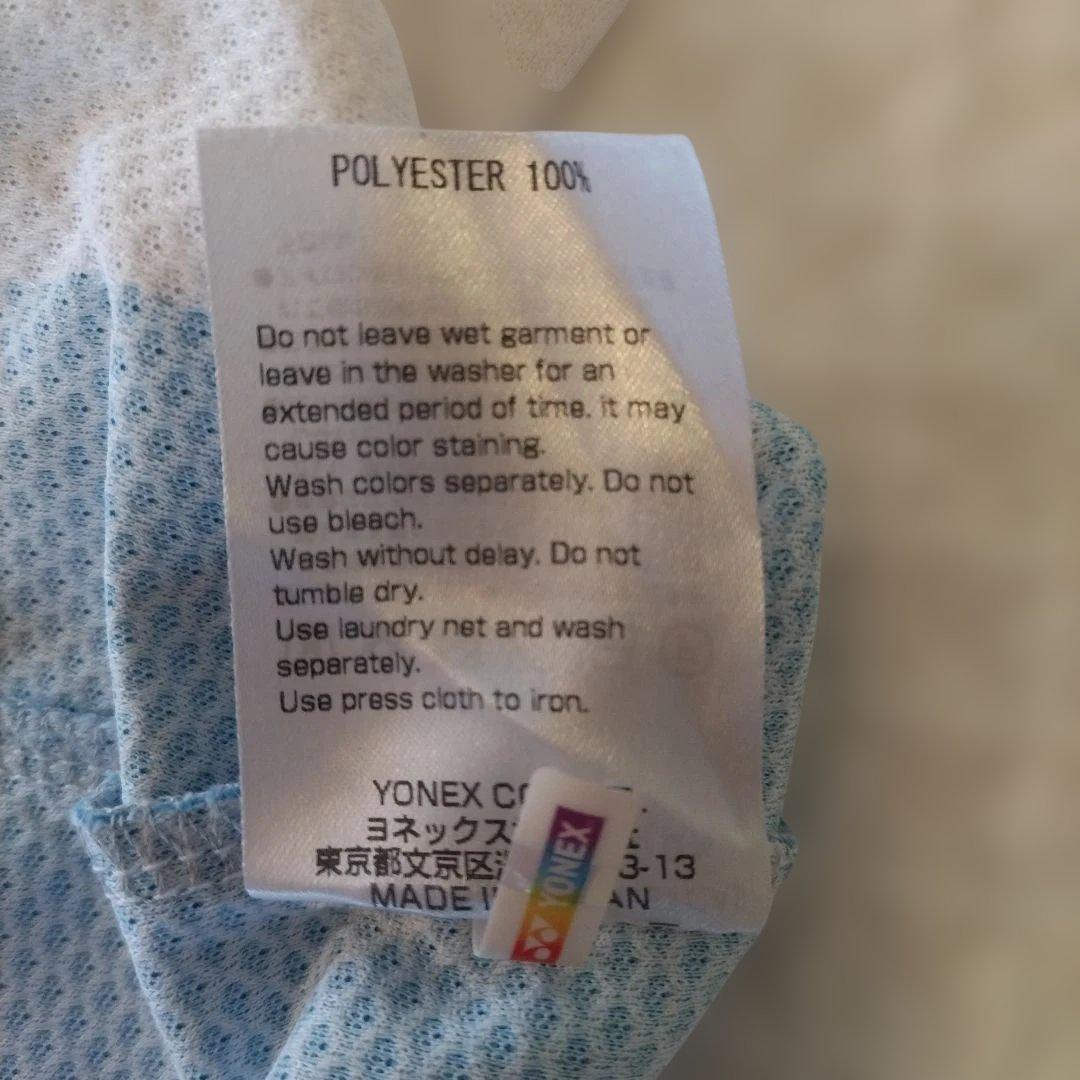 POLYESTER 100%
Do not leave wet garment or
leave in the washer for an
extended period of time. it may
cause color staining.
Wash colors separately. Do not
use bleach.
Wash without delay. Do not
tumble dry.
Use laundry net and wash
separately.
Use press cloth to iron.
YONEX
ヨネックス
東京都文京区 3-13
MADE
YONEX